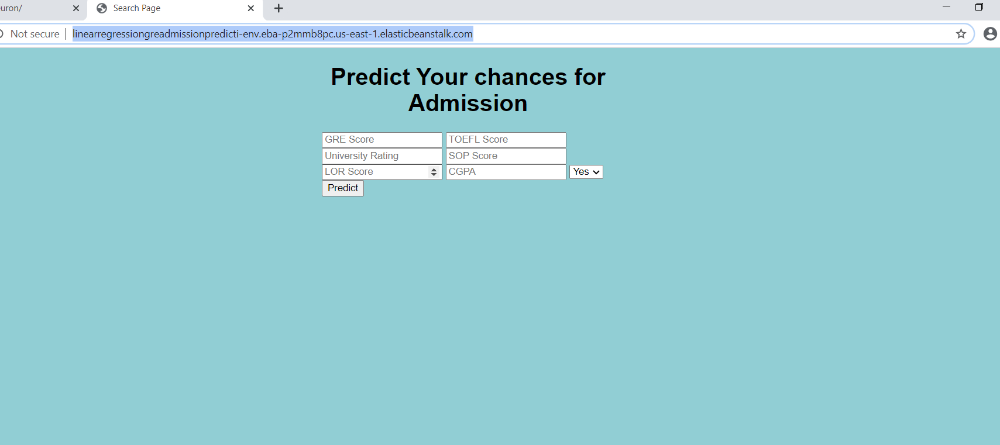 uron/
Search Page
Not secure
linearregressiongreadmissionpredicti-env.eba-p2mmb8pc.us-east-1.elasticbeanstalk.com
Predict Your chances for
Admission
GRE Score TOEFL Score
University Rating SOP Score
LOR Score CGPA Yes
Predict